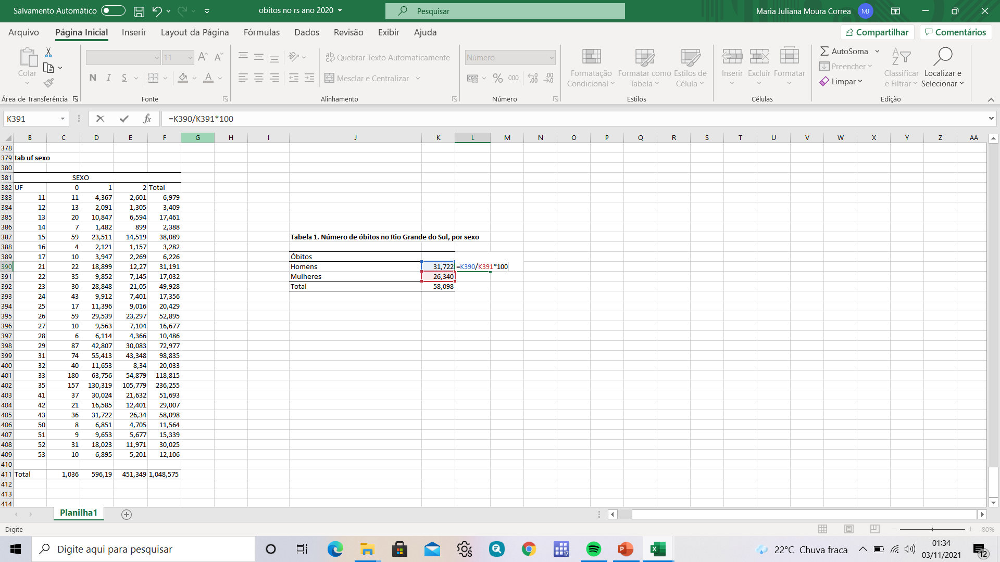 Salvamento Automático
obitos no rs ano 2020
Pesquisar
Maria Juliana Moura Correa
MJ
Arquivo
Página Inicial
Inserir
Layout da Página
Fórmulas
Dados
Revisão
Exibir
Ajuda
Compartilhar
Comentários
Colar
Área de Transferência
11
N I S
A
Fonte
ab Quebrar Texto Automaticamente
Mesclar e Centralizar
Alinhamento
Número
% 000
Número
Formatação Condicional
Formatar como Tabela
Estilos de Célula
Estilos
Inserir
Excluir
Formatar
Células
AutoSoma
Preencher
Limpar
Classificar e Filtrar
Localizar e Selecionar
Edição
K391
fx
=K390/K391*100
B C D E F G H I J K L M N O P Q R S T U V W X Y Z AA
378
379 tab uf sexo
380
381 SEXO
382 UF 0 1 2 Total
383 11 11 4,367 2,601 6,979
384 12 13 2,091 1,305 3,409
385 13 20 10,847 6,594 17,461
386 14 7 1,482 899 2,388
387 15 59 23,511 14,519 38,089 Tabela 1. Número de óbitos no Rio Grande do Sul, por sexo
388 16 4 2,121 1,157 3,282
389 17 10 3,947 2,269 6,226 Óbitos
390 21 22 18,899 12,27 31,191 Homens 31,722 =K390/K391*100
391 22 35 9,852 7,145 17,032 Mulheres 26,340
392 23 30 28,848 21,05 49,928 Total 58,098
393 24 43 9,912 7,401 17,356
394 25 17 11,396 9,016 20,429
395 26 59 29,539 23,297 52,895
396 27 10 9,563 7,104 16,677
397 28 6 6,114 4,366 10,486
398 29 87 42,807 30,083 72,977
399 31 74 55,413 43,348 98,835
400 32 40 11,653 8,34 20,033
401 33 180 63,756 54,879 118,815
402 35 157 130,319 105,779 236,255
403 41 37 30,024 21,632 51,693
404 42 21 16,585 12,401 29,007
405 43 36 31,722 26,34 58,098
406 50 8 6,851 4,705 11,564
407 51 9 9,653 5,677 15,339
408 52 31 18,023 11,971 30,025
409 53 10 6,895 5,201 12,106
410
411 Total 1,036 596,19 451,349 1,048,575
412
413
414
Planilha1
Digite
80%
Digite aqui para pesquisar
22°C Chuva fraca
01:34
03/11/2021
12